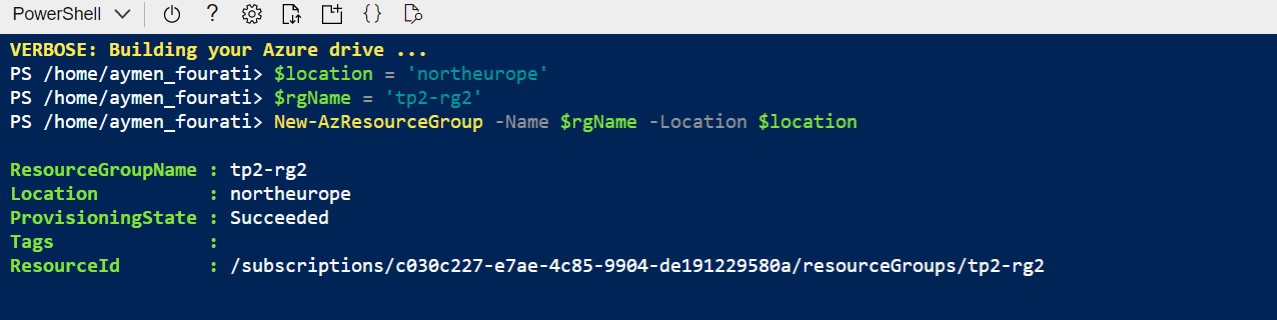 PowerShell
VERBOSE: Building your Azure drive ...
PS /home/aymen_fourati> $location = 'northeurope'
PS /home/aymen_fourati> $rgName = 'tp2-rg2'
PS /home/aymen_fourati> New-AzResourceGroup -Name $rgName -Location $location
ResourceGroupName : tp2-rg2
Location          : northeurope
ProvisioningState : Succeeded
Tags              :
ResourceId        : /subscriptions/c030c227-e7ae-4c85-9904-de191229580a/resourceGroups/tp2-rg2